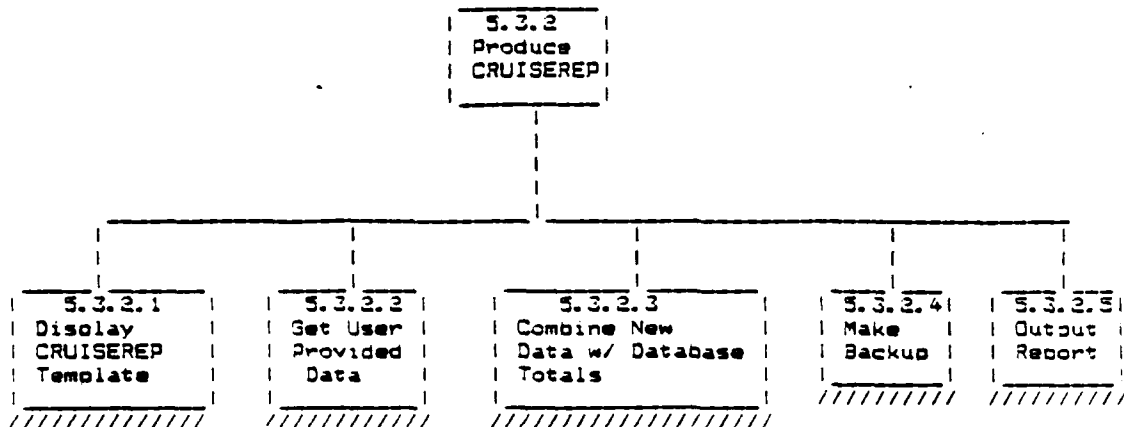 5.3.2
Produce
CRUISEREP
5.3.2.1
Display
CRUISEREP
Template
5.3.2.2
Get User
Provided
Data
5.3.2.3
Combine New
Data w/ Database
Totals
5.3.2.4
Make
Backup
5.3.2.5
Output
Report